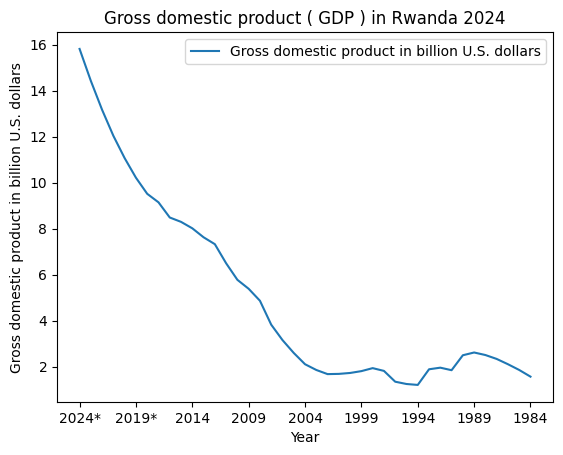 Gross domestic product ( GDP ) in Rwanda 2024
Gross domestic product in billion U.S. dollars
Gross domestic product in billion U.S. dollars
16
14
12
10
8
6
4
2
2024* 2019* 2014 2009 2004 1999 1994 1989 1984
Year